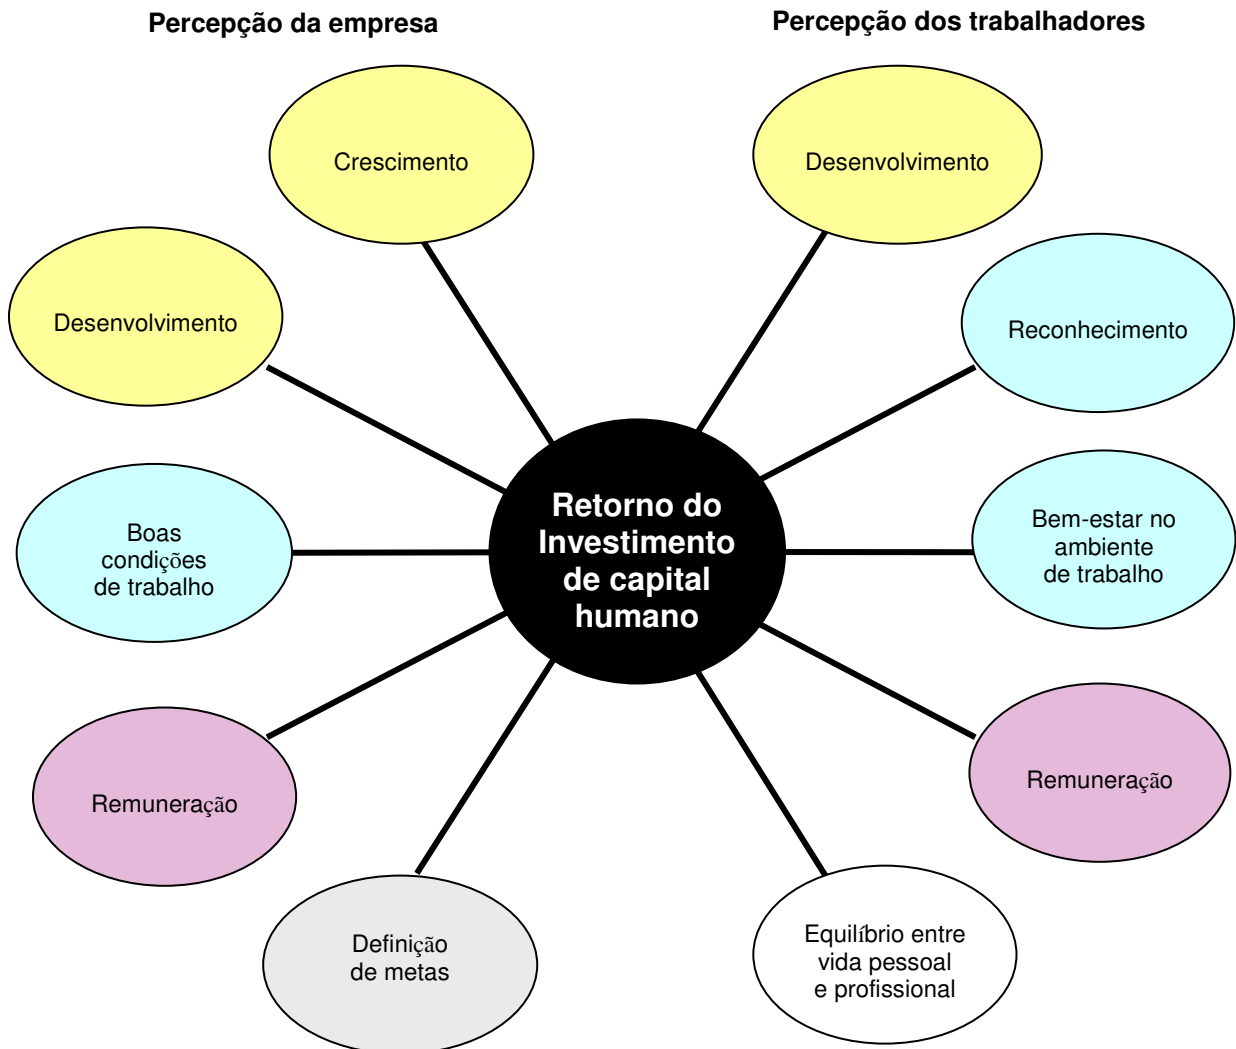 Percepção da empresa
Percepção dos trabalhadores
Crescimento
Desenvolvimento
Desenvolvimento
Reconhecimento
Boas
condições
de trabalho
Retorno do
Investimento
de capital
humano
Bem-estar no
ambiente
de trabalho
Remuneração
Remuneração
Definição
de metas
Equilíbrio entre
vida pessoal
e profissional